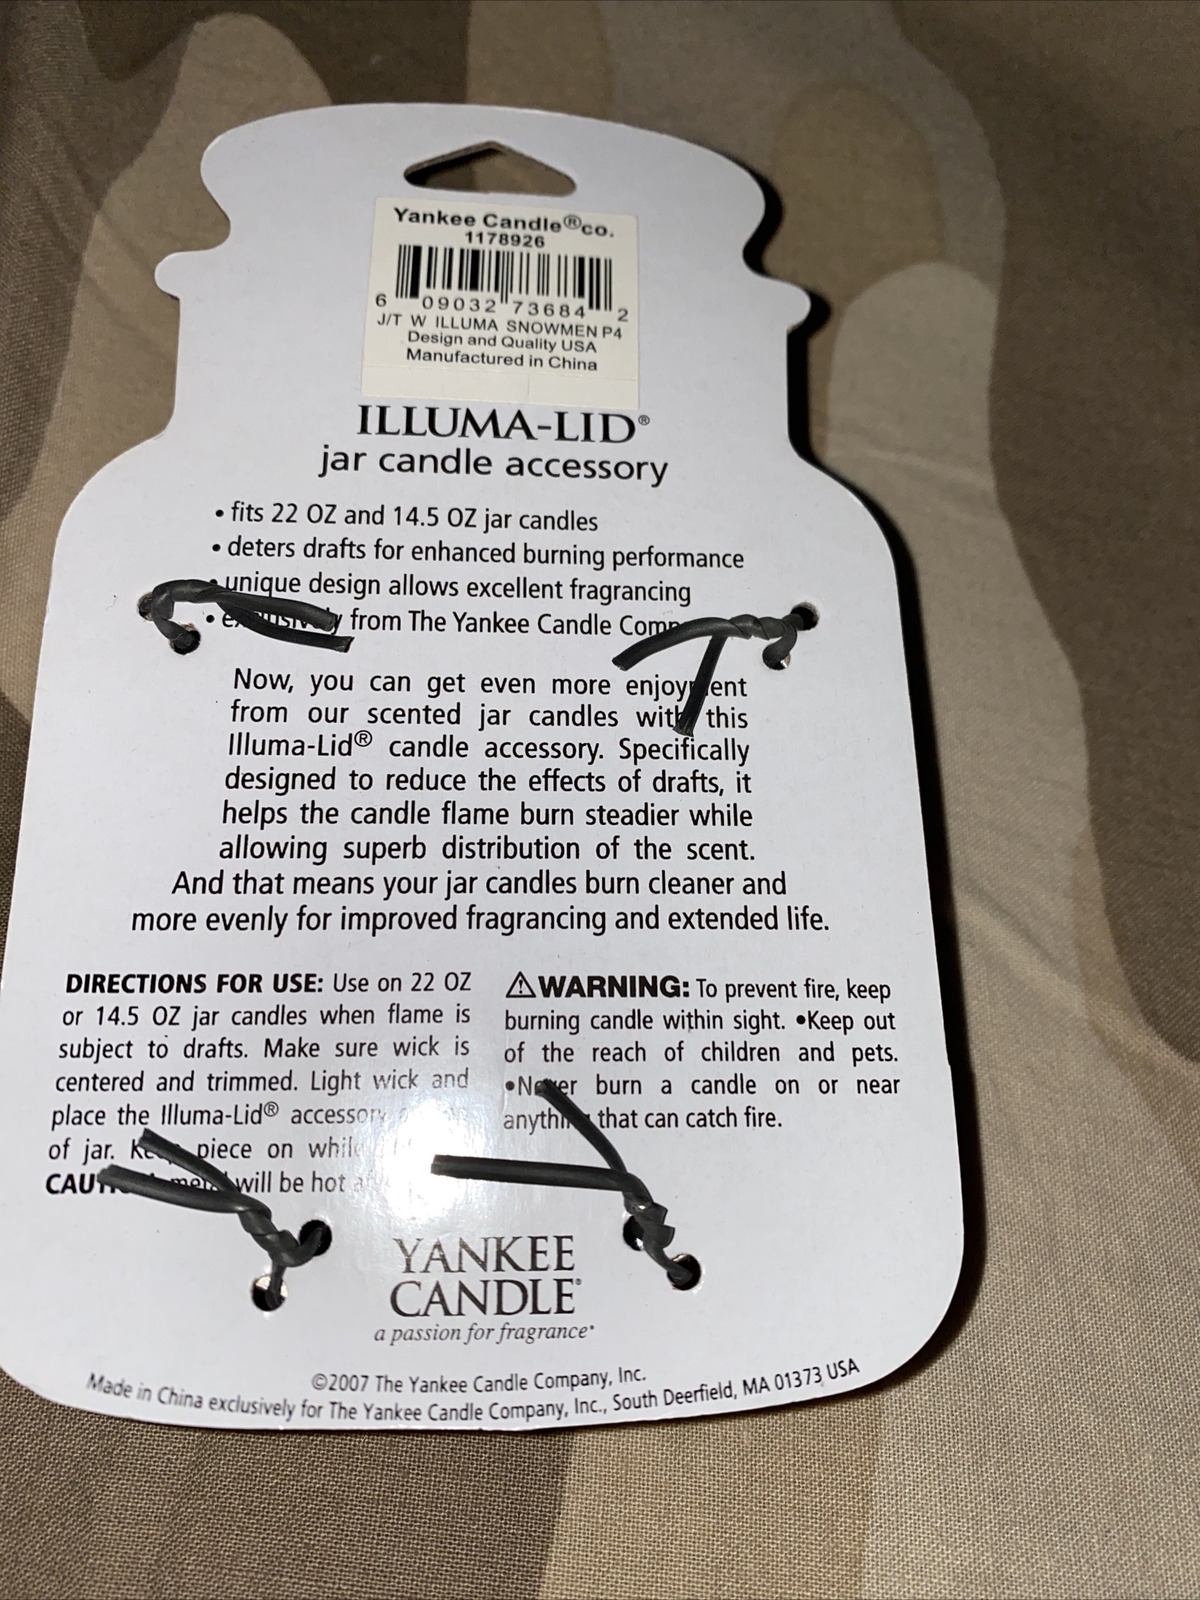 Yankee Candle®co.
1178926
6 09032 73684 2
J/T W ILLUMA SNOWMEN P4
Design and Quality USA
Manufactured in China
ILLUMA-LID®
jar candle accessory
• fits 22 OZ and 14.5 OZ jar candles
• deters drafts for enhanced burning performance
• unique design allows excellent fragrancing
• from The Yankee Candle
Now, you can get even more enjoyment
from our scented jar candles with this
Illuma-Lid® candle accessory. Specifically
designed to reduce the effects of drafts, it
helps the candle flame burn steadier while
allowing superb distribution of the scent.
And that means your jar candles burn cleaner and
more evenly for improved fragrancing and extended life.
DIRECTIONS FOR USE: Use on 22 OZ
or 14.5 OZ jar candles when flame is
subject to drafts. Make sure wick is
centered and trimmed. Light wick and
place the Illuma-Lid® accessory
of jar. piece on while
will be hot
⚠WARNING: To prevent fire, keep
burning candle within sight. •Keep out
of the reach of children and pets.
•Never burn a candle on or near
anything that can catch fire.
YANKEE
CANDLE®
a passion for fragrance®
©2007 The Yankee Candle Company, Inc.
Made in China exclusively for The Yankee Candle Company, Inc., South Deerfield, MA 01373 USA